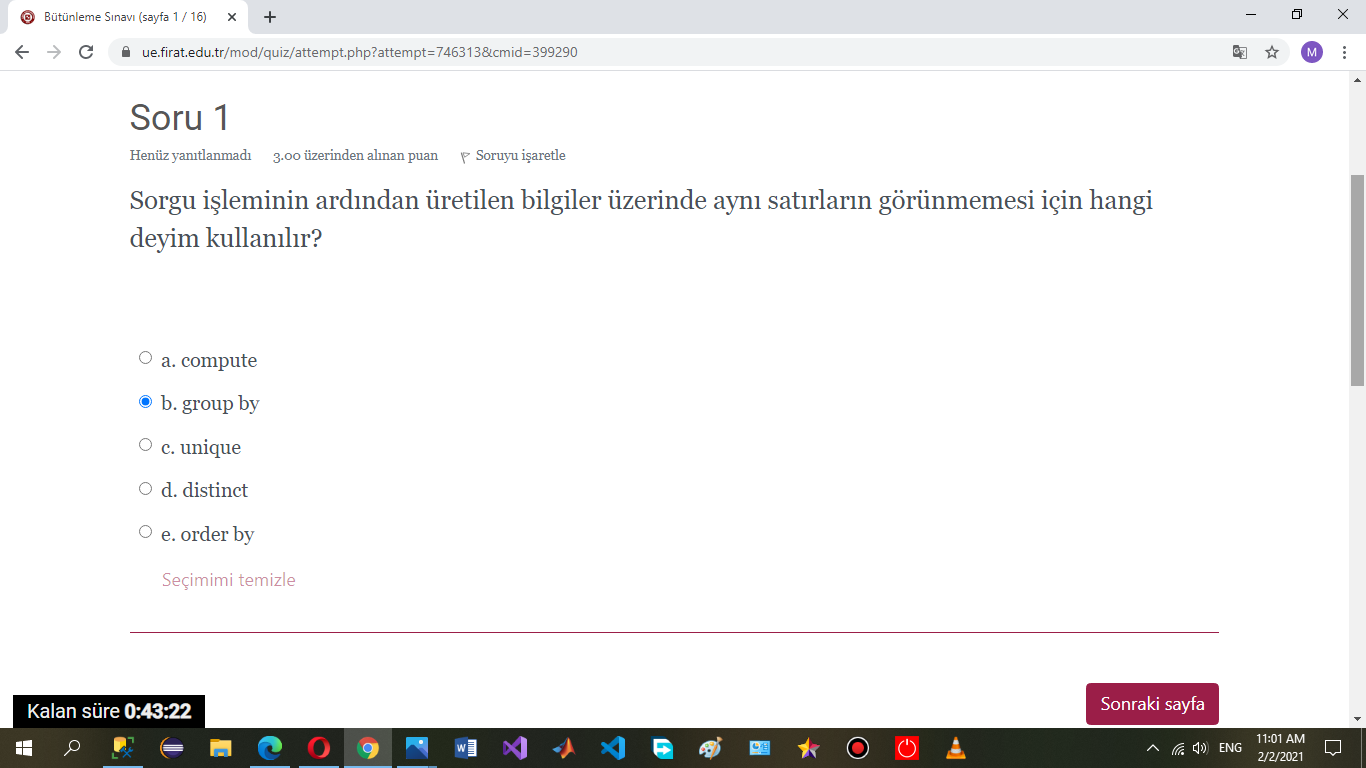 Bütünleme Sınavı (sayfa 1 / 16)
ue.firat.edu.tr/mod/quiz/attempt.php?attempt=746313&cmid=399290
M
Soru 1
Henüz yanıtlanmadı 3.00 üzerinden alınan puan Soruyu işaretle
Sorgu işleminin ardından üretilen bilgiler üzerinde aynı satırların görünmemesi için hangi
deyim kullanılır?
a. compute
b. group by
c. unique
d. distinct
e. order by
Seçimimi temizle
Kalan süre 0:43:22
Sonraki sayfa
ENG
11:01 AM
2/2/2021